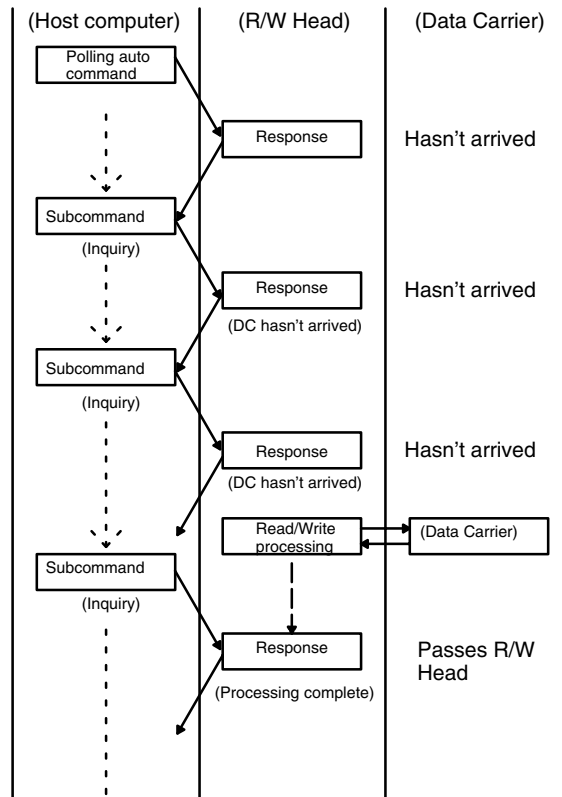 (Host computer) (R/W Head) (Data Carrier)
Polling auto
command
Response
Hasn't arrived
Subcommand
(Inquiry)
Response
Hasn't arrived
(DC hasn't arrived)
Subcommand
(Inquiry)
Response
Hasn't arrived
(DC hasn't arrived)
Read/Write
processing
(Data Carrier)
Subcommand
(Inquiry)
Response
Passes R/W
Head
(Processing complete)